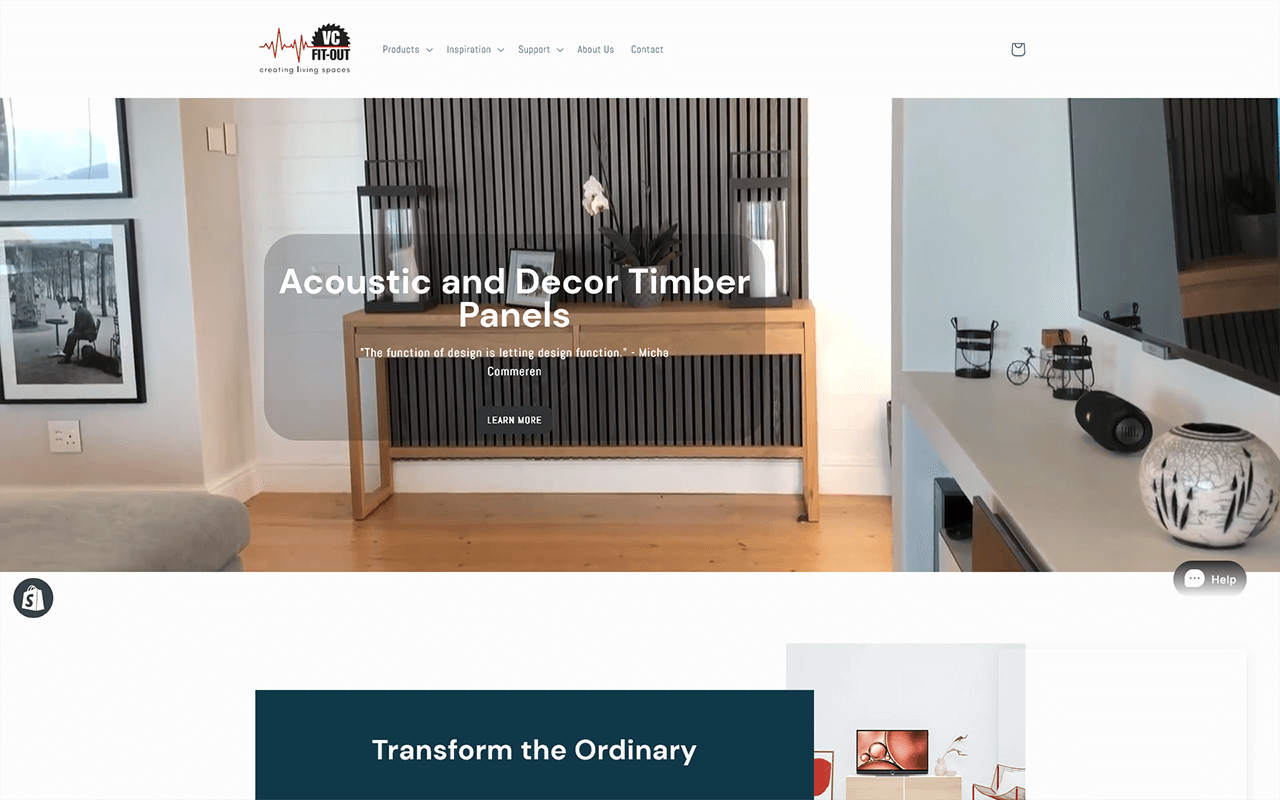 VC
FIT-OUT
creating living spaces
Products
Inspiration
Support
About Us
Contact
Acoustic and Decor Timber
Panels
"The function of design is letting design function." - Micha
Commeren
LEARN MORE
JBL
S
Help
Transform the Ordinary